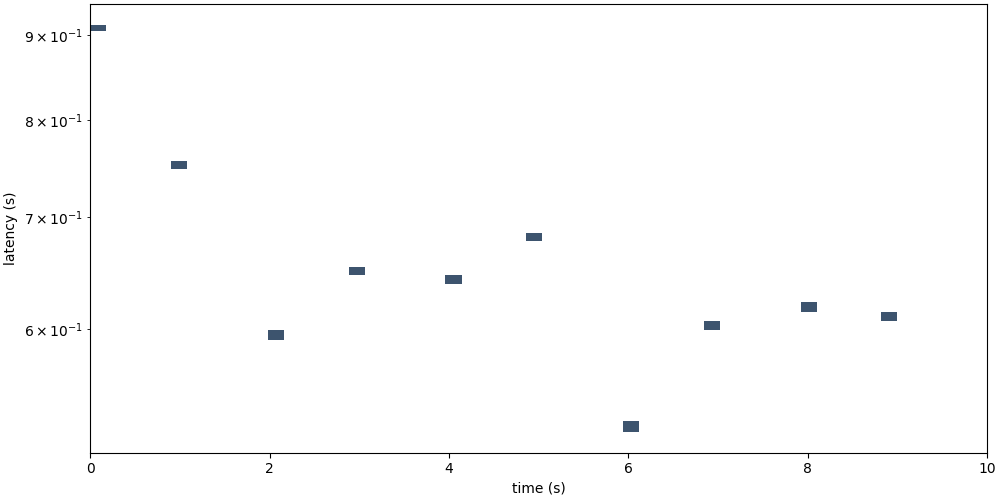 9 × 10⁻¹
8 × 10⁻¹
7 × 10⁻¹
6 × 10⁻¹
latency (s)
0 2 4 6 8 10
time (s)